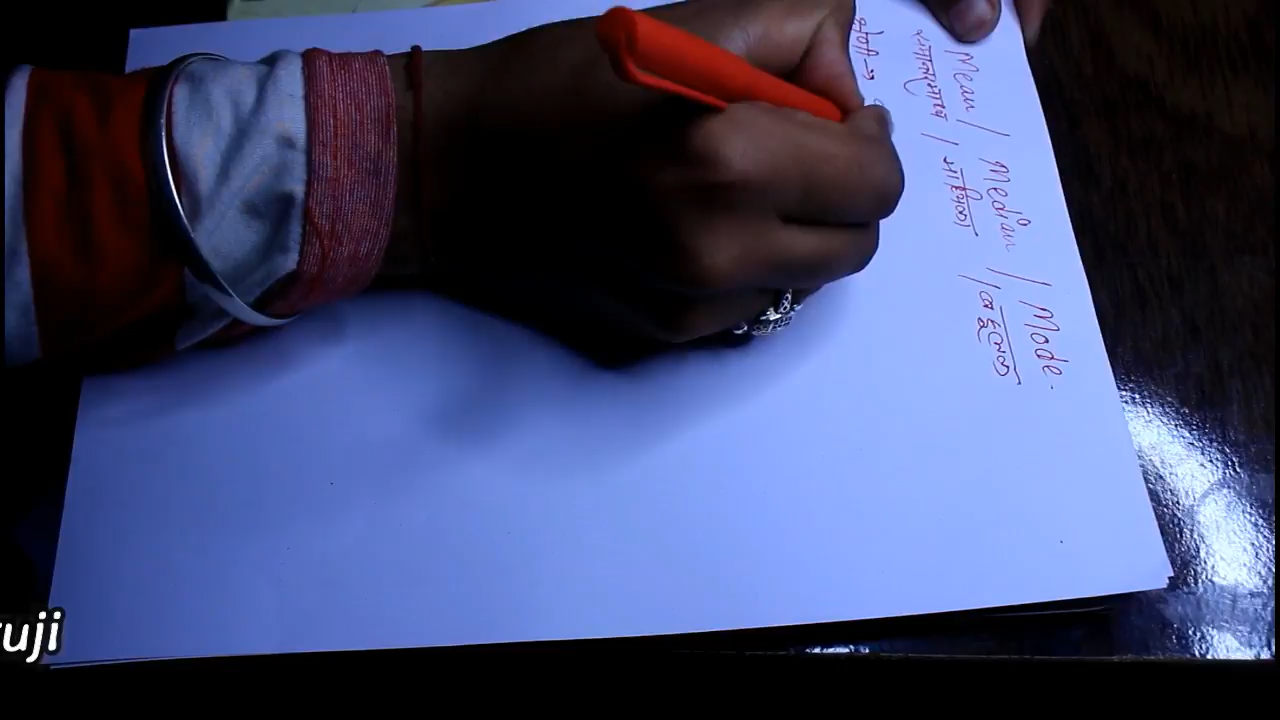 Mean / Median / Mode.
समान्तर माध्य / माध्यिका / बहुलक
श्रेणी →
uji